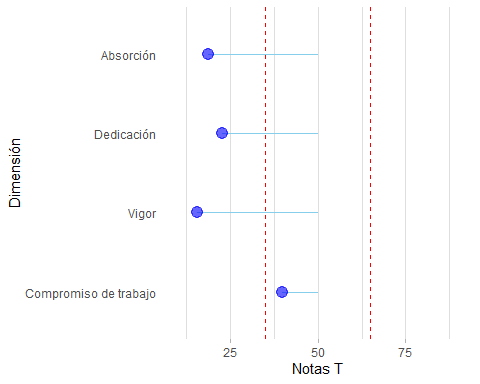 Absorción
Dedicación
Vigor
Compromiso de trabajo
Dimensión
25 50 75
Notas T